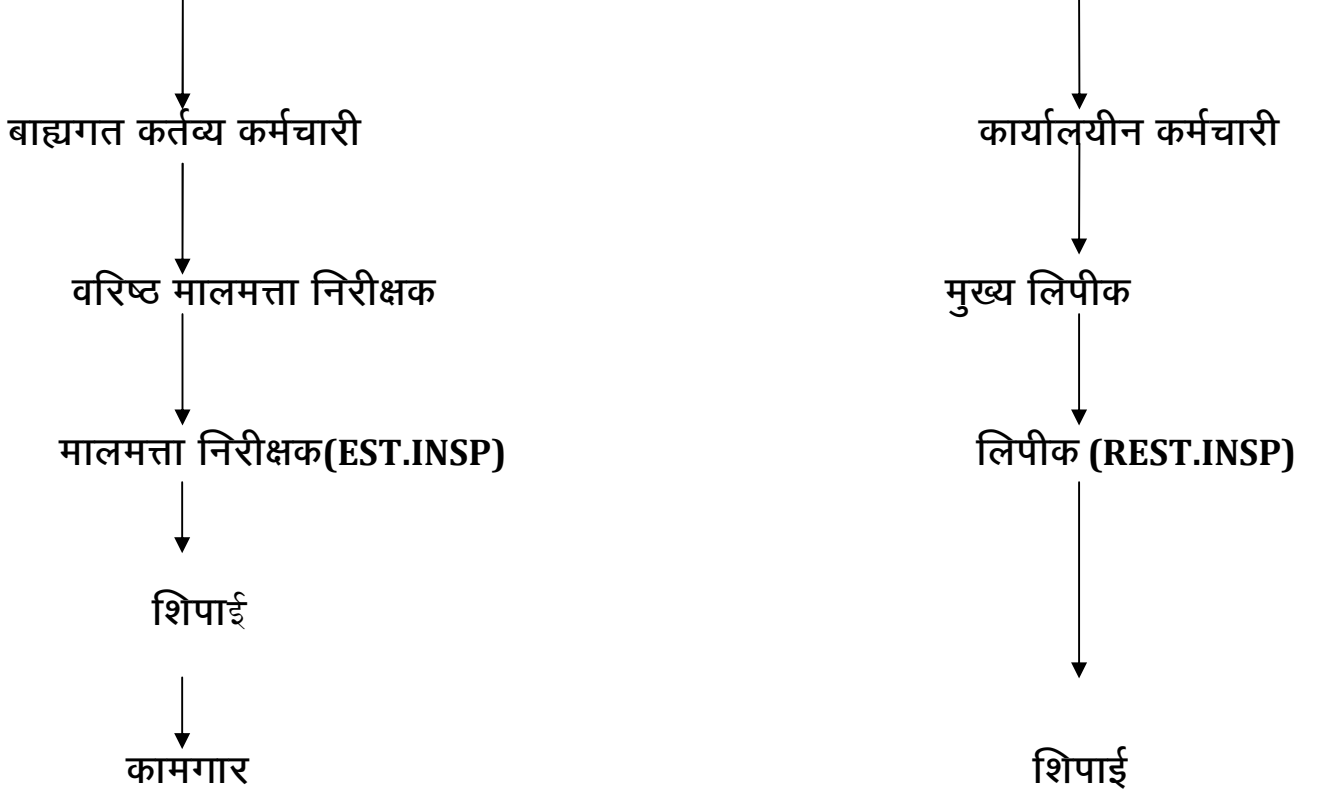 बाह्यगत कर्तव्य कर्मचारी
कार्यालयीन कर्मचारी
वरिष्ठ मालमत्ता निरीक्षक
मुख्य लिपीक
मालमत्ता निरीक्षक(EST.INSP)
लिपीक (REST.INSP)
शिपाई
कामगार
शिपाई